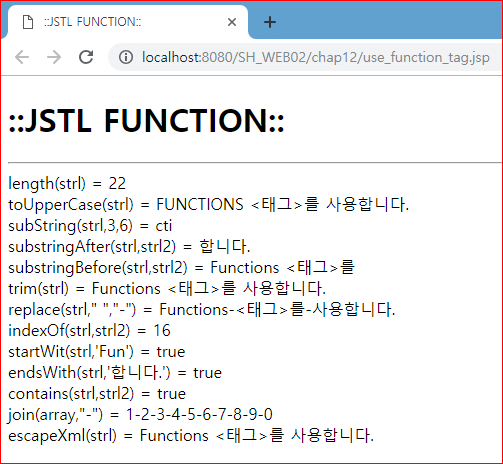 ::JSTL FUNCTION::
localhost:8080/SH_WEB02/chap12/use_function_tag.jsp
::JSTL FUNCTION::
length(strl) = 22
toUpperCase(strl) = FUNCTIONS <태그>를 사용합니다.
subString(strl,3,6) = cti
substringAfter(strl,strl2) = 합니다.
substringBefore(strl,strl2) = Functions <태그>를
trim(strl) = Functions <태그>를 사용합니다.
replace(strl," ","-") = Functions-<태그>를-사용합니다.
indexOf(strl,strl2) = 16
startWit(strl,'Fun') = true
endsWith(strl,'합니다.') = true
contains(strl,strl2) = true
join(array,"-") = 1-2-3-4-5-6-7-8-9-0
escapeXml(strl) = Functions <태그>를 사용합니다.